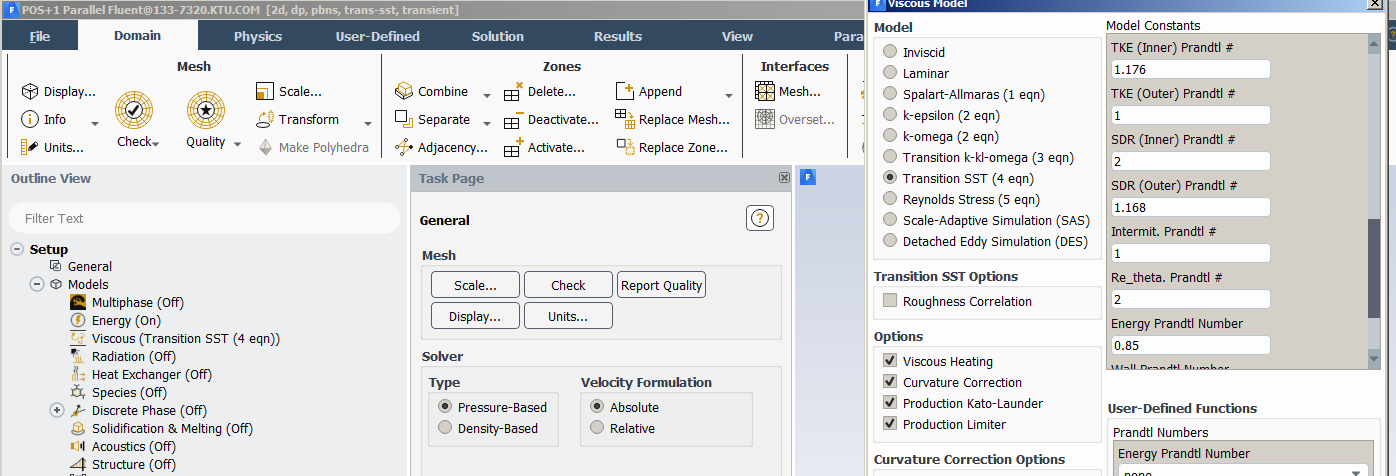 POS+1 Parallel Fluent@133-7320.KTU.COM [2d, dp, pbns, trans-sst, transient]
File Domain Physics User-Defined Solution Results View Para
Mesh
Display...
Info
Units...
Check
Quality
Scale...
Transform
Make Polyhedra
Zones
Combine
Separate
Adjacency...
Delete...
Deactivate...
Activate...
Append
Replace Mesh...
Replace Zone...
Interfaces
Mesh...
Overset...
Outline View
Filter Text
Setup
General
Models
Multiphase (Off)
Energy (On)
Viscous (Transition SST (4 eqn))
Radiation (Off)
Heat Exchanger (Off)
Species (Off)
Discrete Phase (Off)
Solidification & Melting (Off)
Acoustics (Off)
Structure (Off)
Task Page
General
?
Mesh
Scale... Check Report Quality
Display... Units...
Solver
Type
Pressure-Based
Density-Based
Velocity Formulation
Absolute
Relative
Viscous Model
Model
Inviscid
Laminar
Spalart-Allmaras (1 eqn)
k-epsilon (2 eqn)
k-omega (2 eqn)
Transition k-kl-omega (3 eqn)
Transition SST (4 eqn)
Reynolds Stress (5 eqn)
Scale-Adaptive Simulation (SAS)
Detached Eddy Simulation (DES)
Transition SST Options
Roughness Correlation
Options
Viscous Heating
Curvature Correction
Production Kato-Launder
Production Limiter
Curvature Correction Options
Model Constants
TKE (Inner) Prandtl #
1.176
TKE (Outer) Prandtl #
1
SDR (Inner) Prandtl #
2
SDR (Outer) Prandtl #
1.168
Intermit. Prandtl #
1
Re_theta. Prandtl #
2
Energy Prandtl Number
0.85
Wall Prandtl Number
User-Defined Functions
Prandtl Numbers
Energy Prandtl Number
none